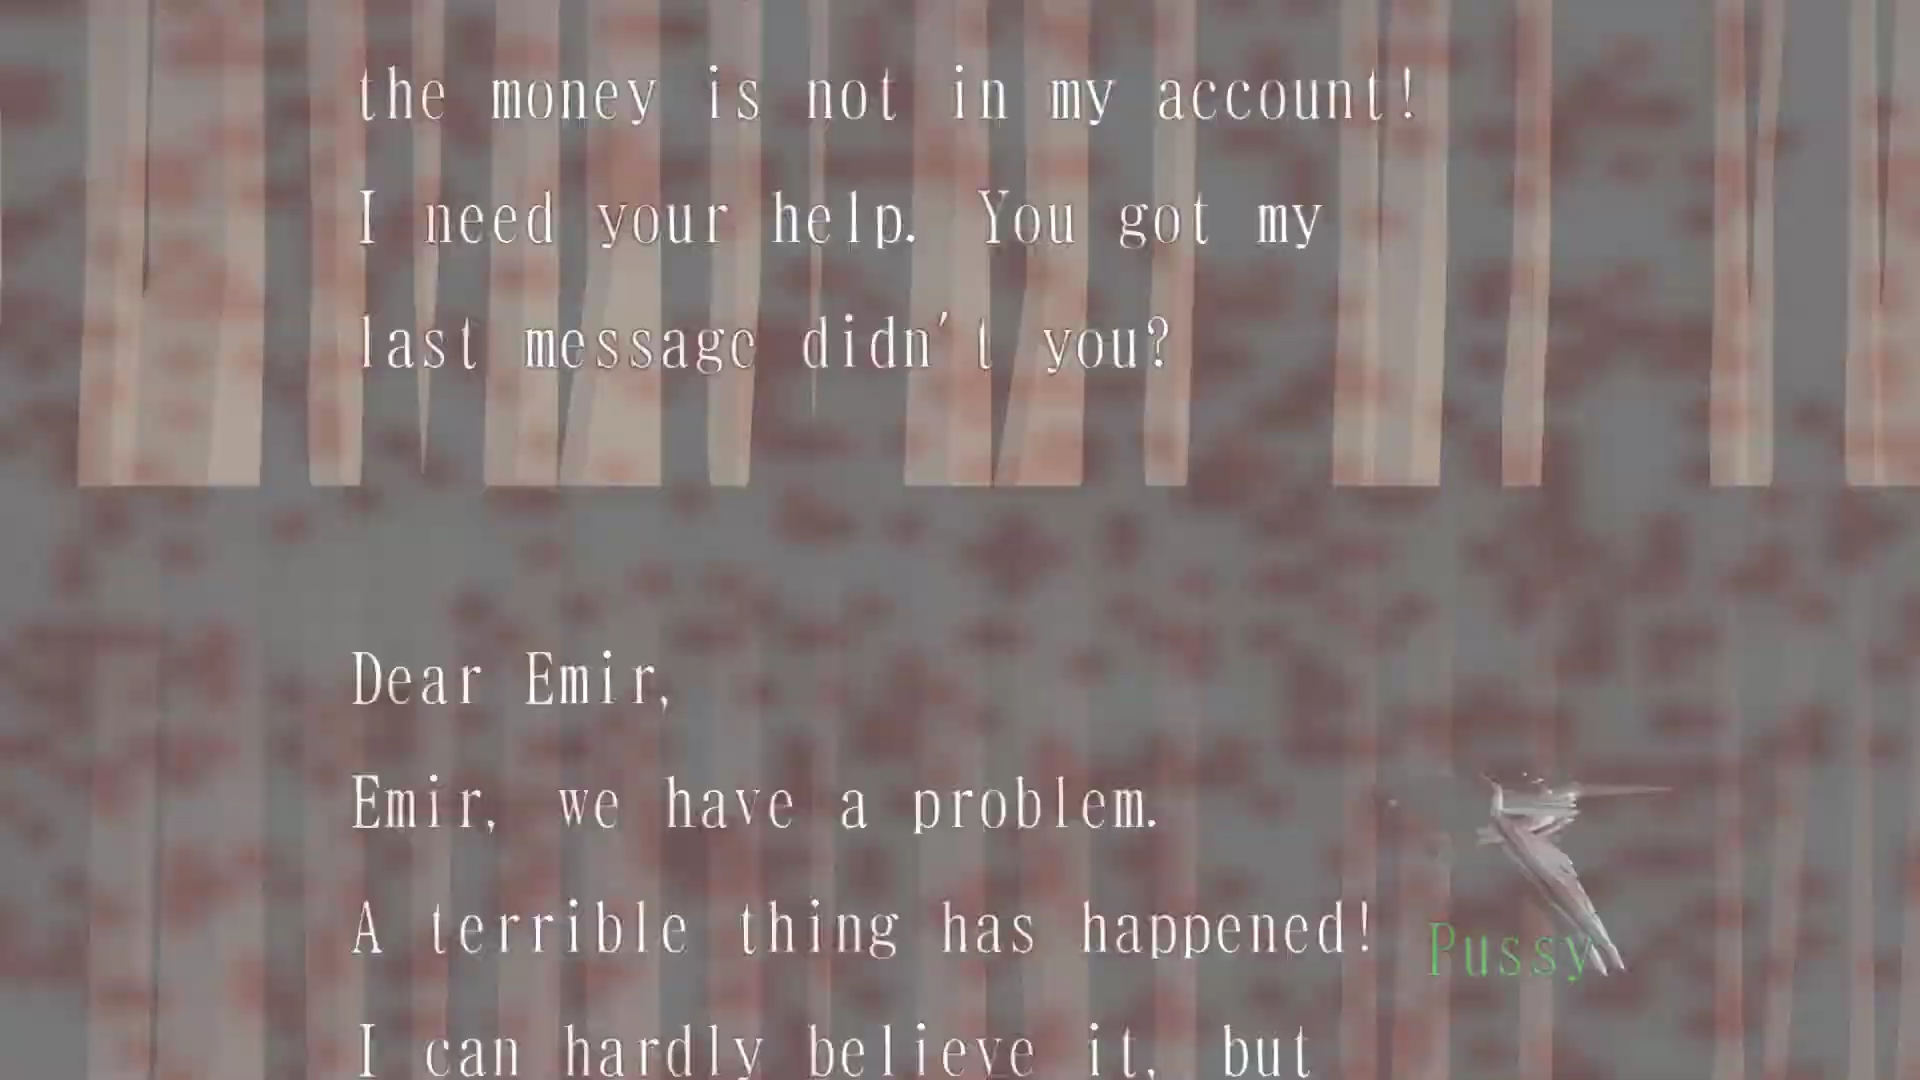 the money is not in my account!
I need your help. You got my
last message didn't you?
Dear Emir,
Emir, we have a problem.
A terrible thing has happened!
Pussy
I can hardly believe it, but